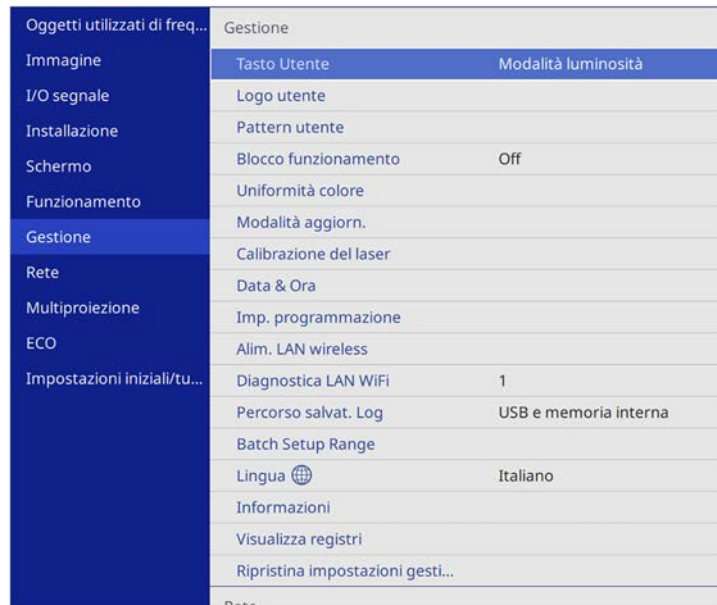 Oggetti utilizzati di freq...
Immagine
I/O segnale
Installazione
Schermo
Funzionamento
Gestione
Rete
Multiproiezione
ECO
Impostazioni iniziali/tu...
Gestione
Tasto Utente Modalità luminosità
Logo utente
Pattern utente
Blocco funzionamento Off
Uniformità colore
Modalità aggiorn.
Calibrazione del laser
Data & Ora
Imp. programmazione
Alim. LAN wireless
Diagnostica LAN WiFi 1
Percorso salvat. Log USB e memoria interna
Batch Setup Range
Lingua Italiano
Informazioni
Visualizza registri
Ripristina impostazioni gesti...